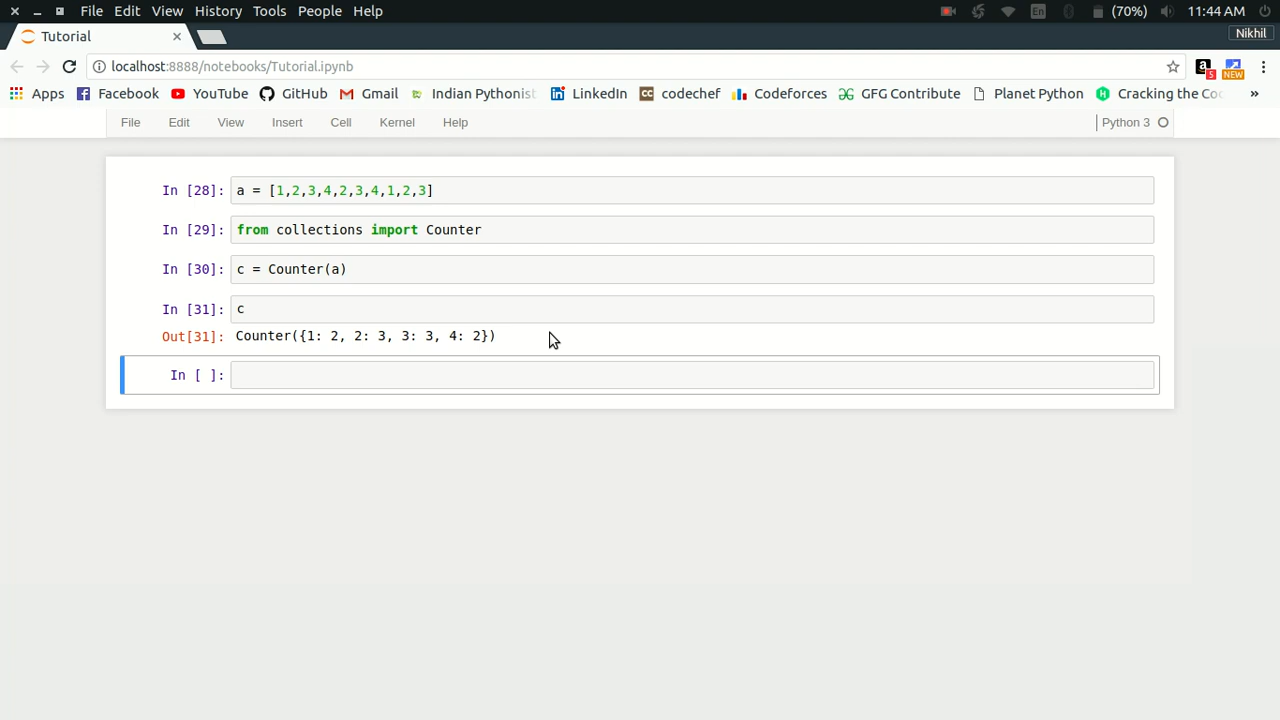 File Edit View History Tools People Help En (70%) 11:44 AM
Tutorial Nikhil
localhost:8888/notebooks/Tutorial.ipynb a 5 NEW
Apps Facebook YouTube GitHub Gmail Indian Pythonist LinkedIn CC codechef Codeforces GFG Contribute Planet Python Cracking the Co »
File Edit View Insert Cell Kernel Help Python 3
In [28]: a = [1,2,3,4,2,3,4,1,2,3]
In [29]: from collections import Counter
In [30]: c = Counter(a)
In [31]: c
Out[31]: Counter({1: 2, 2: 3, 3: 3, 4: 2})
In [ ]: